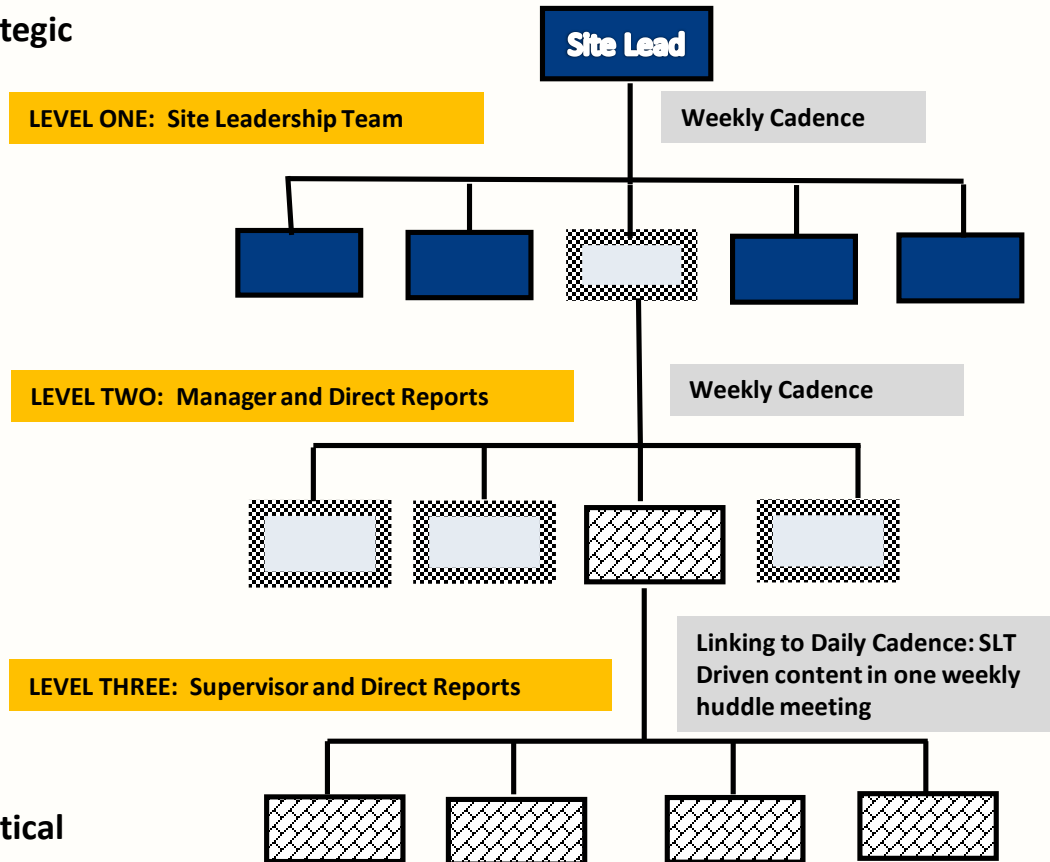 tegic
Site Lead
LEVEL ONE: Site Leadership Team
Weekly Cadence
LEVEL TWO: Manager and Direct Reports
Weekly Cadence
Linking to Daily Cadence: SLT
Driven content in one weekly
huddle meeting
LEVEL THREE: Supervisor and Direct Reports
tical